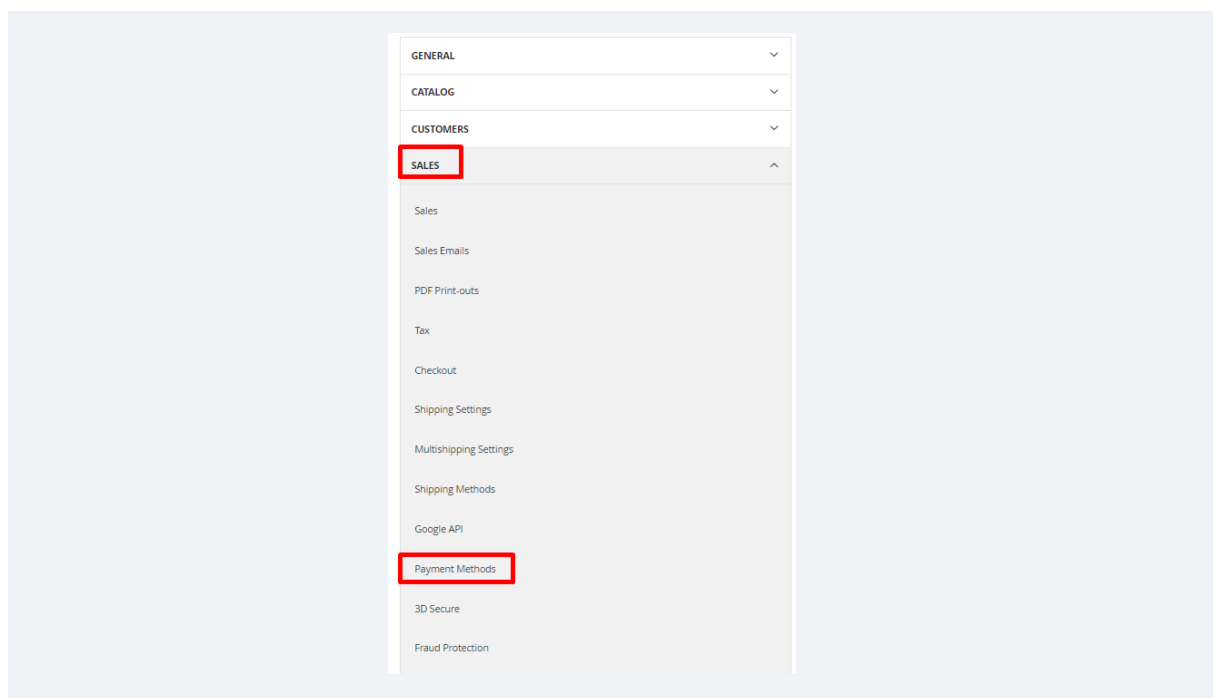 GENERAL
CATALOG
CUSTOMERS
SALES
Sales
Sales Emails
PDF Print-outs
Tax
Checkout
Shipping Settings
Multishipping Settings
Shipping Methods
Google API
Payment Methods
3D Secure
Fraud Protection